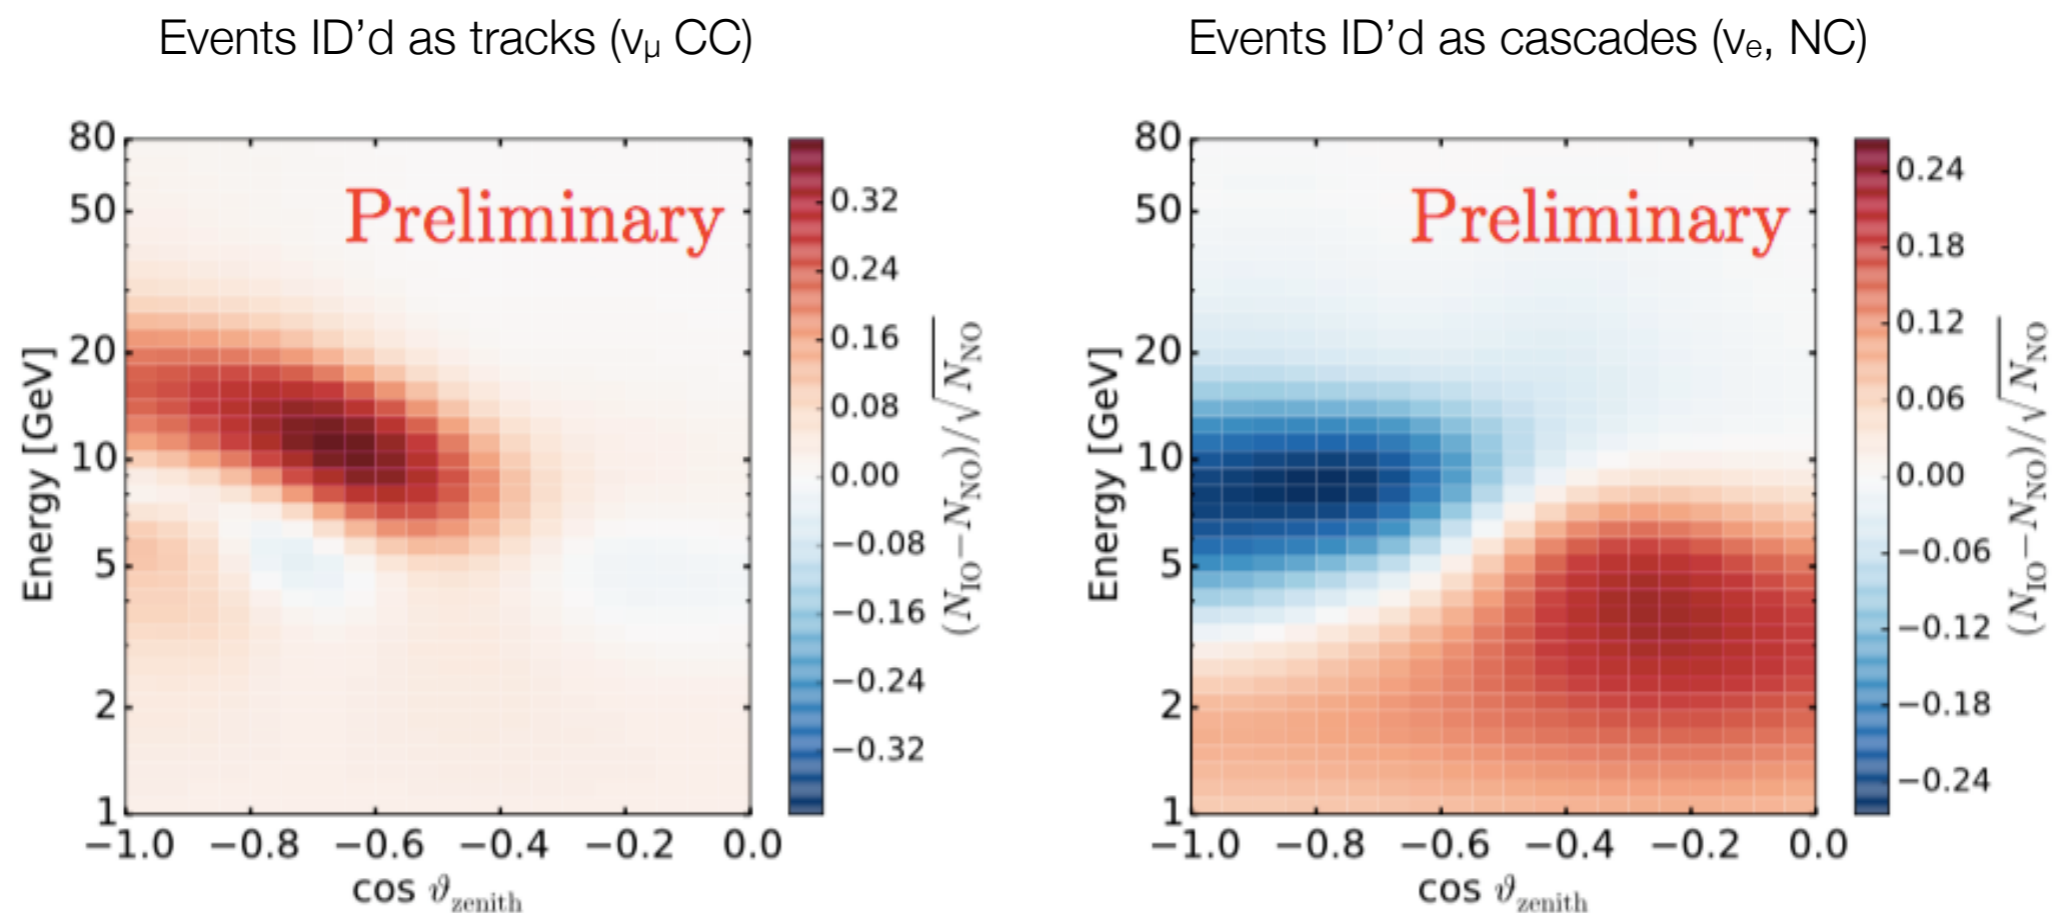 Events ID’d as tracks (νμ CC)
80
50
20
10
5
2
1
Energy [GeV]
Preliminary
−1.0 −0.8 −0.6 −0.4 −0.2 0.0
cos ϑzenith
0.32
0.24
0.16
0.08
0.00
−0.08
−0.16
−0.24
−0.32
(NIO−NNO)/√NNO
Events ID’d as cascades (νe, NC)
80
50
20
10
5
2
1
Energy [GeV]
Preliminary
−1.0 −0.8 −0.6 −0.4 −0.2 0.0
cos ϑzenith
0.24
0.18
0.12
0.06
0.00
−0.06
−0.12
−0.18
−0.24
(NIO−NNO)/√NNO